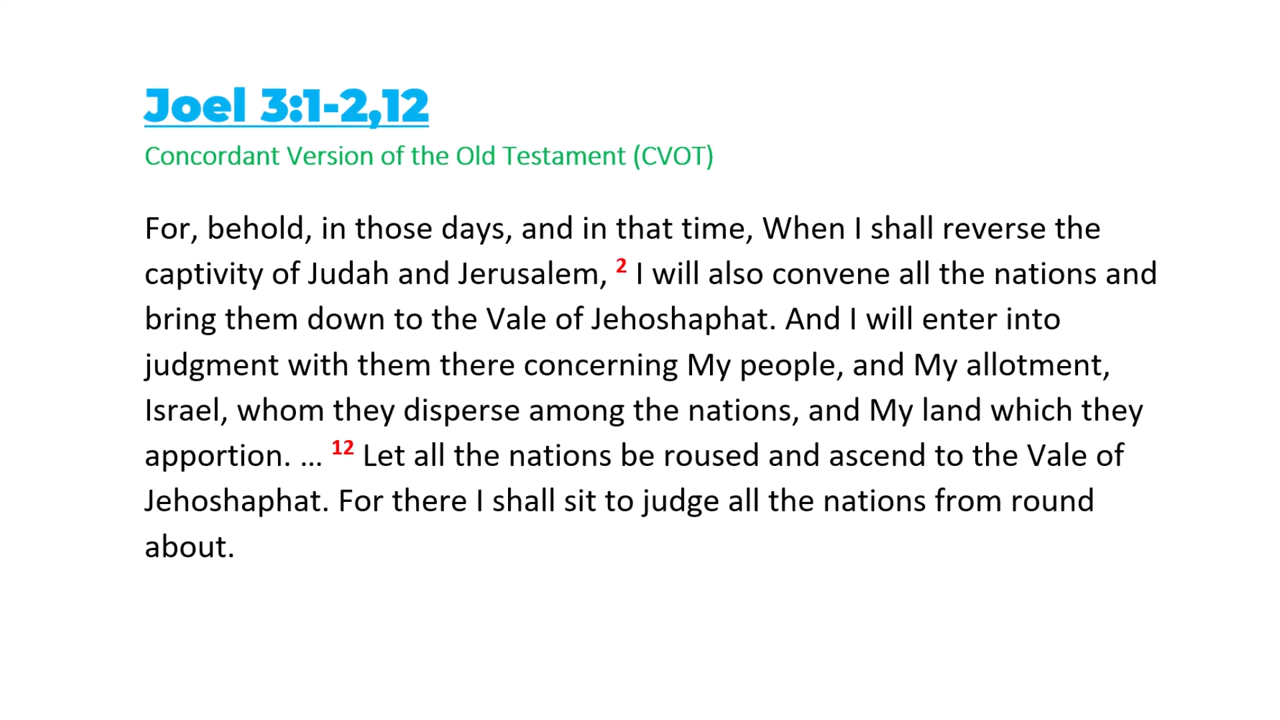 Joel 3:1-2,12
Concordant Version of the Old Testament (CVOT)
For, behold, in those days, and in that time, When I shall reverse the
captivity of Judah and Jerusalem, 2 I will also convene all the nations and
bring them down to the Vale of Jehoshaphat. And I will enter into
judgment with them there concerning My people, and My allotment,
Israel, whom they disperse among the nations, and My land which they
apportion. … 12 Let all the nations be roused and ascend to the Vale of
Jehoshaphat. For there I shall sit to judge all the nations from round
about.